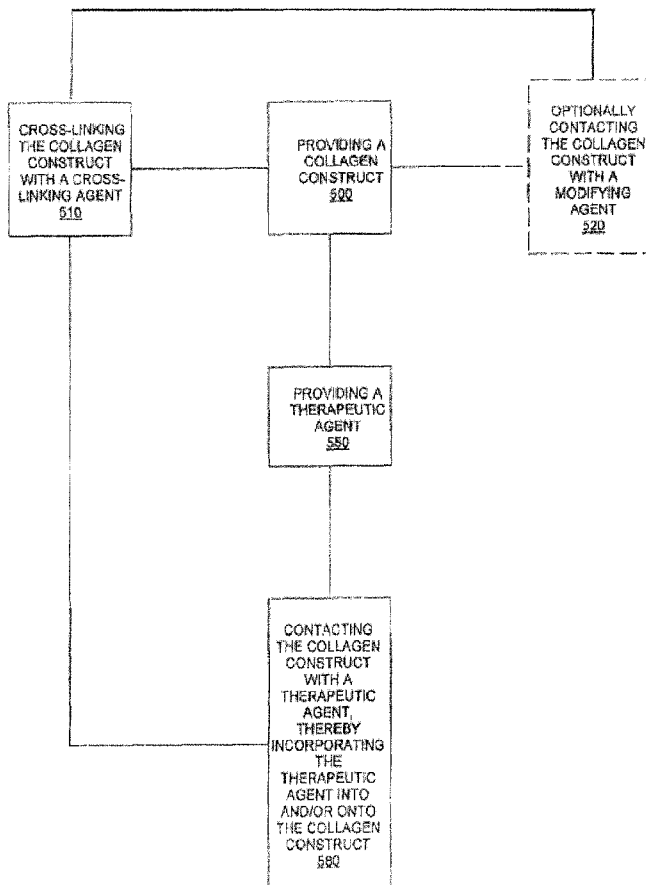 CROSS-LINKING
THE COLLAGEN
CONSTRUCT
WITH A CROSS-
LINKING AGENT
510
PROVIDING A
COLLAGEN
CONSTRUCT
500
OPTIONALLY
CONTACTING
THE COLLAGEN
CONSTRUCT
WITH A
MODIFYING
AGENT
520
PROVIDING A
THERAPEUTIC
AGENT
550
CONTACTING
THE COLLAGEN
CONSTRUCT
WITH A
THERAPEUTIC
AGENT,
THEREBY
INCORPORATING
THE
THERAPEUTIC
AGENT INTO
AND/OR ONTO
THE COLLAGEN
CONSTRUCT
580